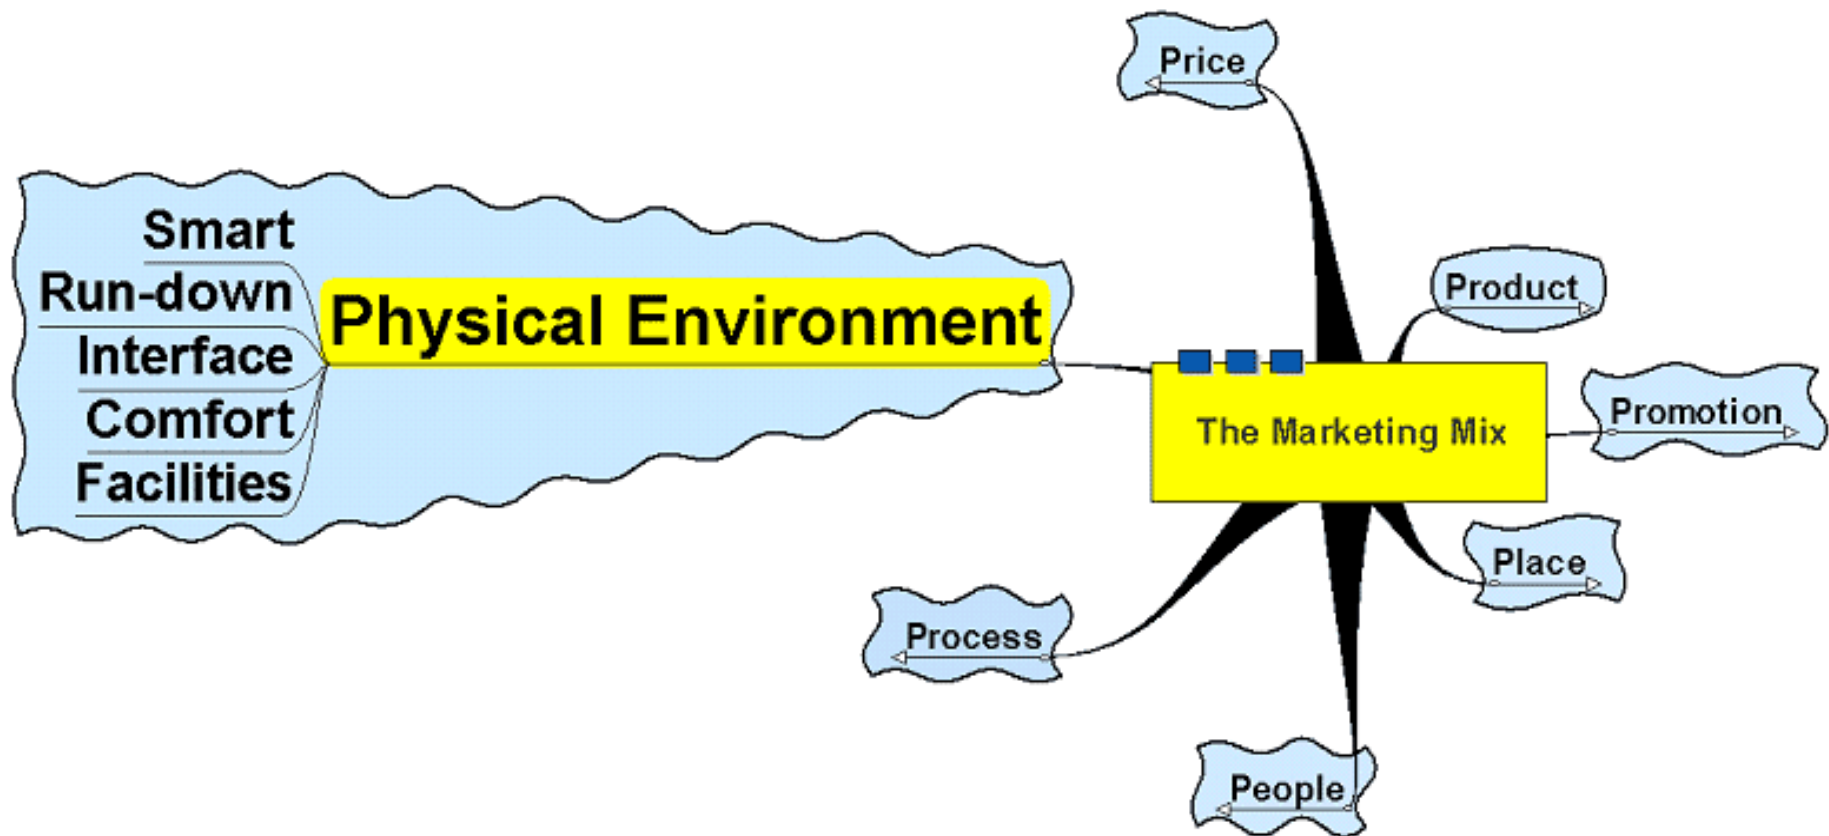 Price
Smart
Run-down
Interface
Comfort
Facilities
Physical Environment
Product
The Marketing Mix
Promotion
Place
Process
People